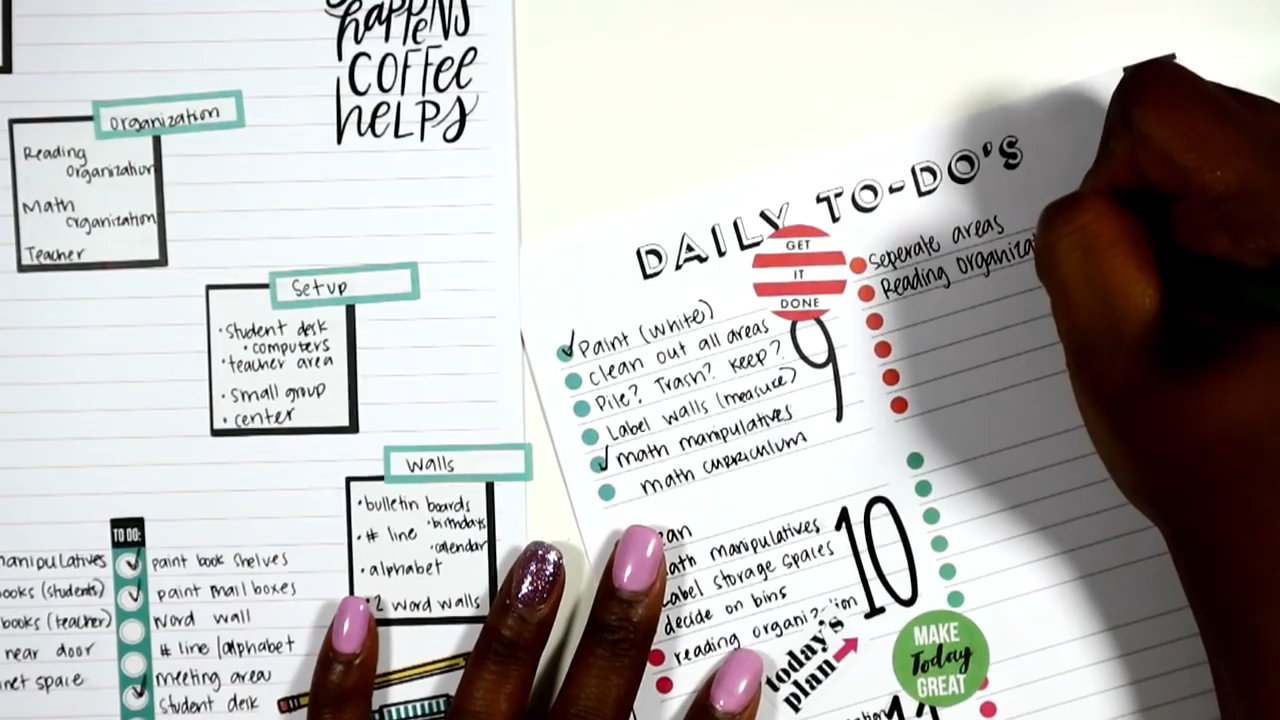 happens
COFFEE
helps
Organization
Reading
Organization
Math
Organization
Teacher
Setup
•Student desk
•computers
•teacher area
•small group
•center
Walls
•bulletin boards
•birthdays
•# line
•calendar
•alphabet
•2 word walls
TO DO:
manipulatives
books (students)
books (teacher)
near door
space
paint book shelves
paint mail boxes
word wall
# line /alphabet
meeting area
student desk
DAILY TO-DO'S
GET
IT
DONE
Paint (white)
clean out all areas
Pile? Trash? Keep?
Label walls (measure)
math manipulatives
math curriculum
9
math manipulatives
Label storage spaces
decide on bins
reading
10
today's
plan
11
Seperate areas
Reading
MAKE
Today
GREAT